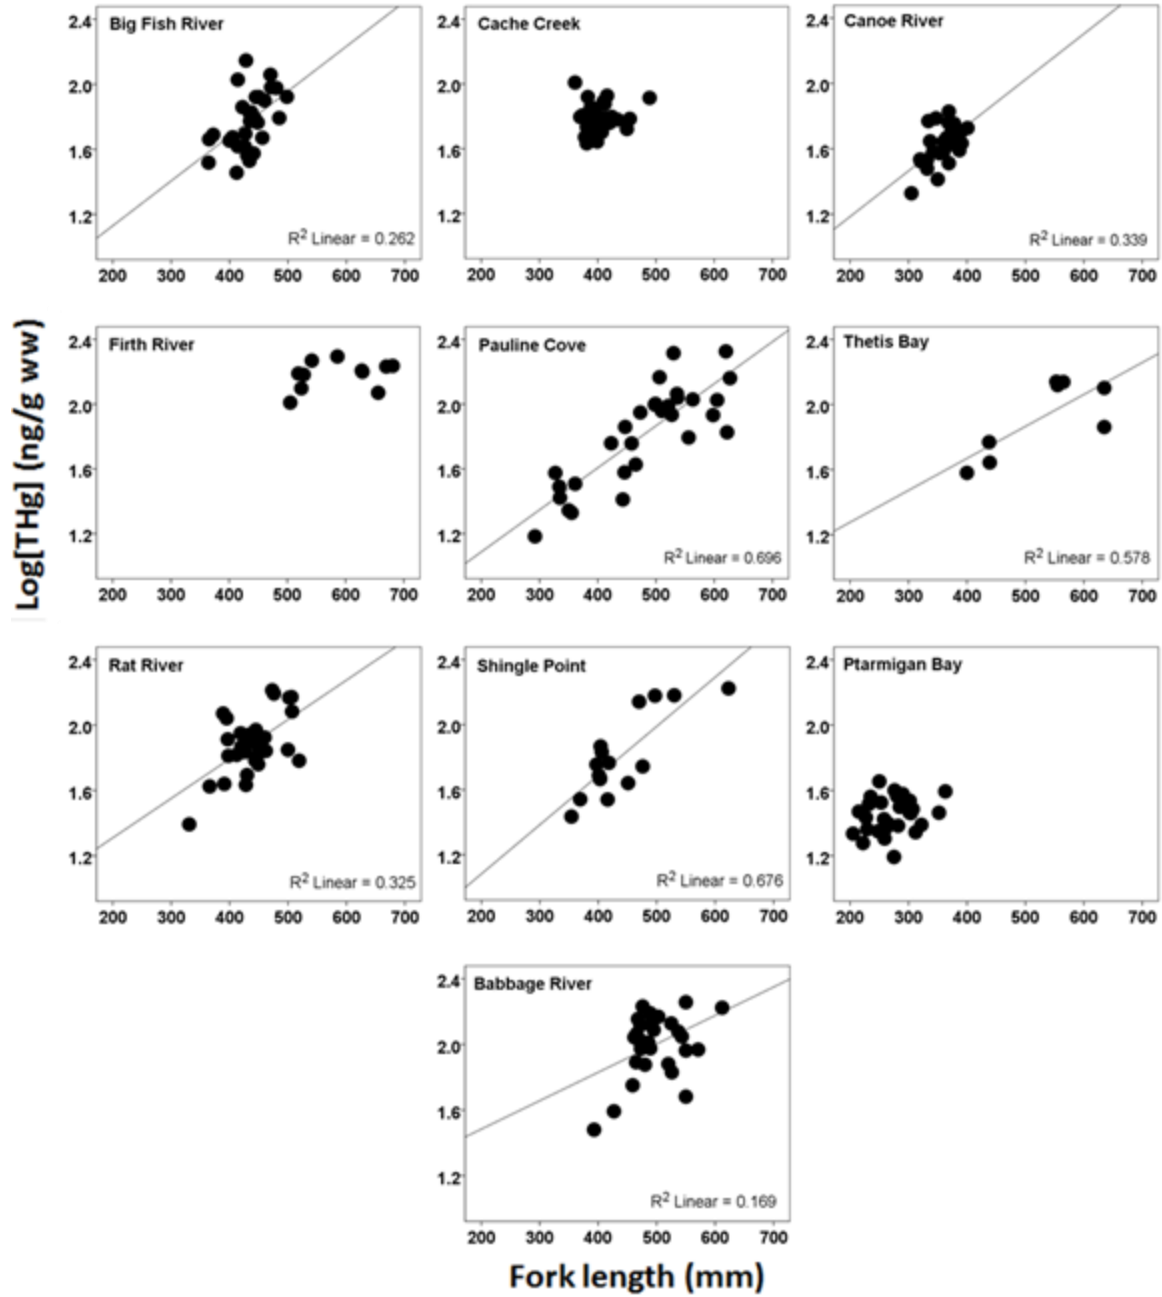 Log[THg] (ng/g ww)
Big Fish River
2.4
2.0
1.6
1.2
R2 Linear = 0.262
200 300 400 500 600 700
Cache Creek
2.4
2.0
1.6
1.2
200 300 400 500 600 700
Canoe River
2.4
2.0
1.6
1.2
R2 Linear = 0.339
200 300 400 500 600 700
Firth River
2.4
2.0
1.6
1.2
200 300 400 500 600 700
Pauline Cove
2.4
2.0
1.6
1.2
R2 Linear = 0.696
200 300 400 500 600 700
Thetis Bay
2.4
2.0
1.6
1.2
R2 Linear = 0.578
200 300 400 500 600 700
Rat River
2.4
2.0
1.6
1.2
R2 Linear = 0.325
200 300 400 500 600 700
Shingle Point
2.4
2.0
1.6
1.2
R2 Linear = 0.676
200 300 400 500 600 700
Ptarmigan Bay
2.4
2.0
1.6
1.2
200 300 400 500 600 700
Babbage River
2.4
2.0
1.6
1.2
R2 Linear = 0.169
200 300 400 500 600 700
Fork length (mm)